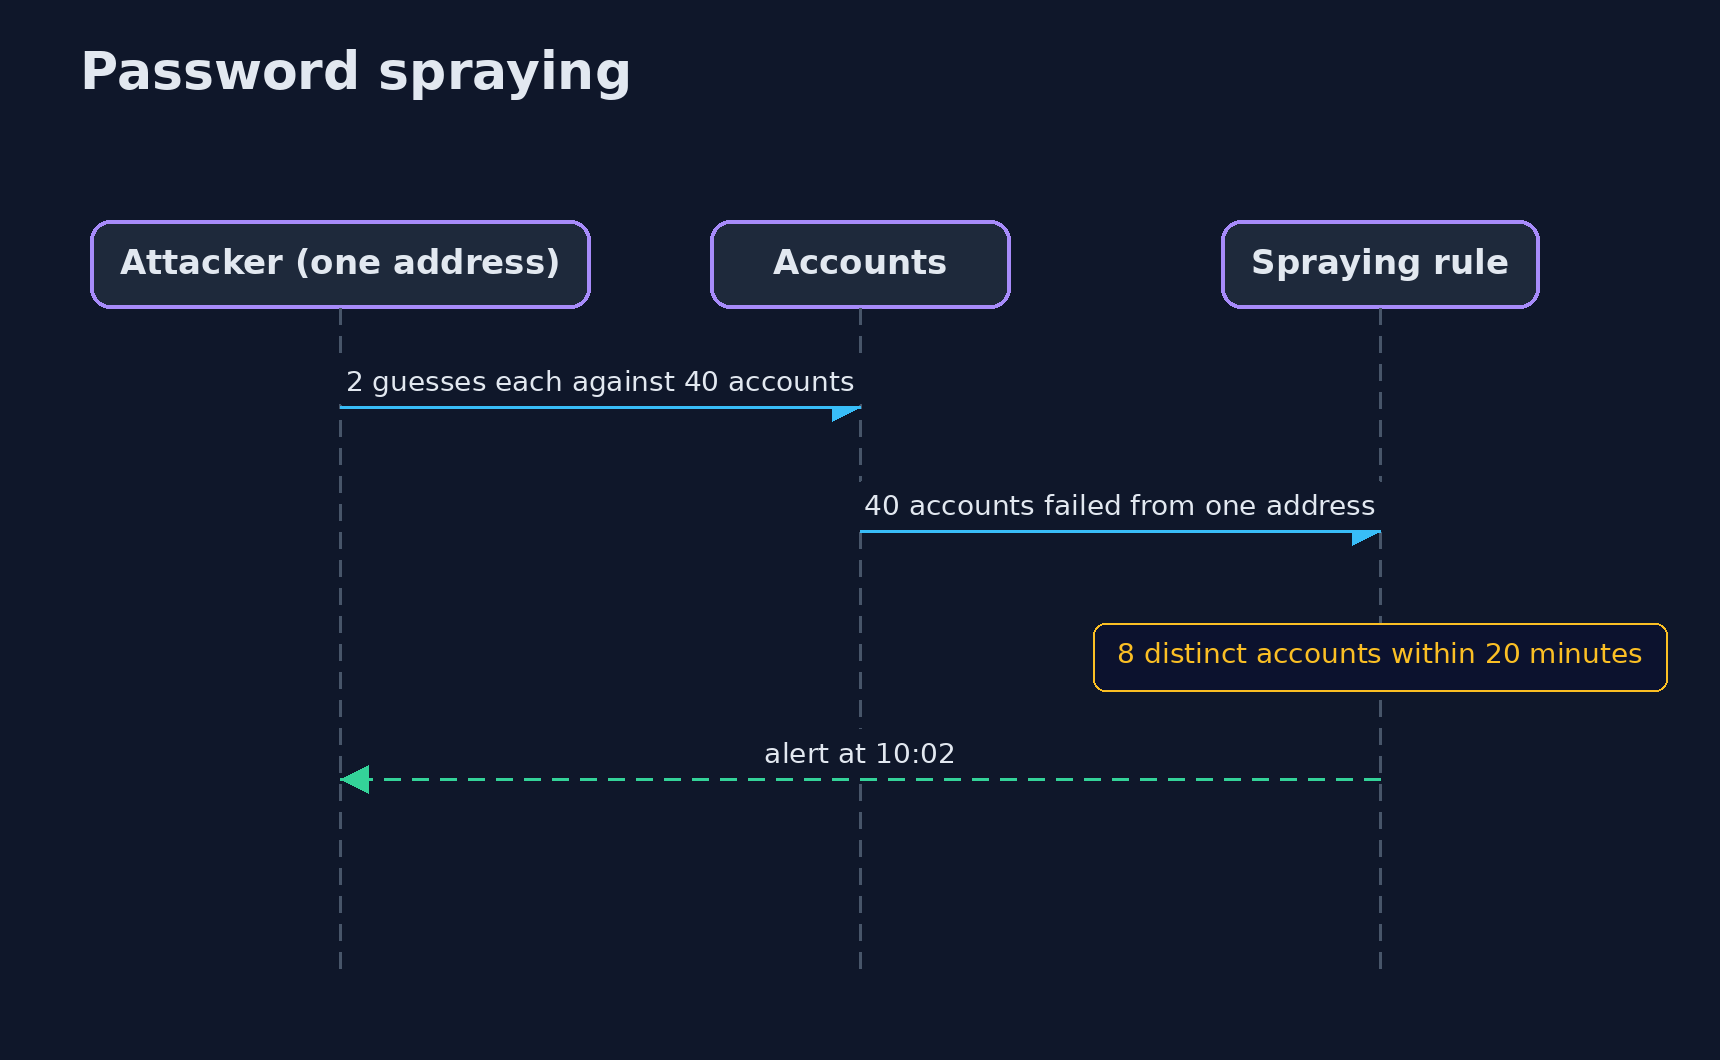 Password spraying
Attacker (one address)
Accounts
Spraying rule
2 guesses each against 40 accounts
40 accounts failed from one address
8 distinct accounts within 20 minutes
alert at 10:02